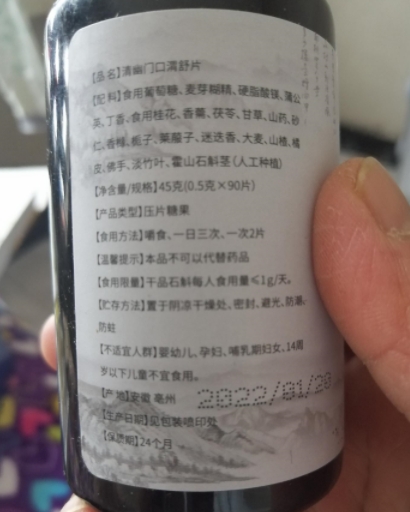 【品 名】清幽门口渴舒片
【配 料】食用葡萄糖、麦芽糊精、硬脂酸镁、蒲公
英、丁香、食用桂花、香薷、茯苓、甘草、山药、砂
仁、香橼、栀子、莱菔子、迷迭香、大麦、山楂、橘
皮、佛手、淡竹叶、霍山石斛茎(人工种植)
【净含量/规格】45克(0.5克×90片)
【产品类型】压片糖果
【食用方法】嚼食、一日三次、一次2片
【温馨提示】本品不可以代替药品
【食用限量】干品石斛每人食用量≤1g/天。
【贮存方法】置于阴凉干燥处、密封、避光、防潮、
防蛀
【不适宜人群】婴幼儿、孕妇、哺乳期妇女、14周
岁以下儿童不宜食用。
【产 地】安徽 亳州
2022/01/20
【生产日期】见包装喷印处
【保质期】24个月